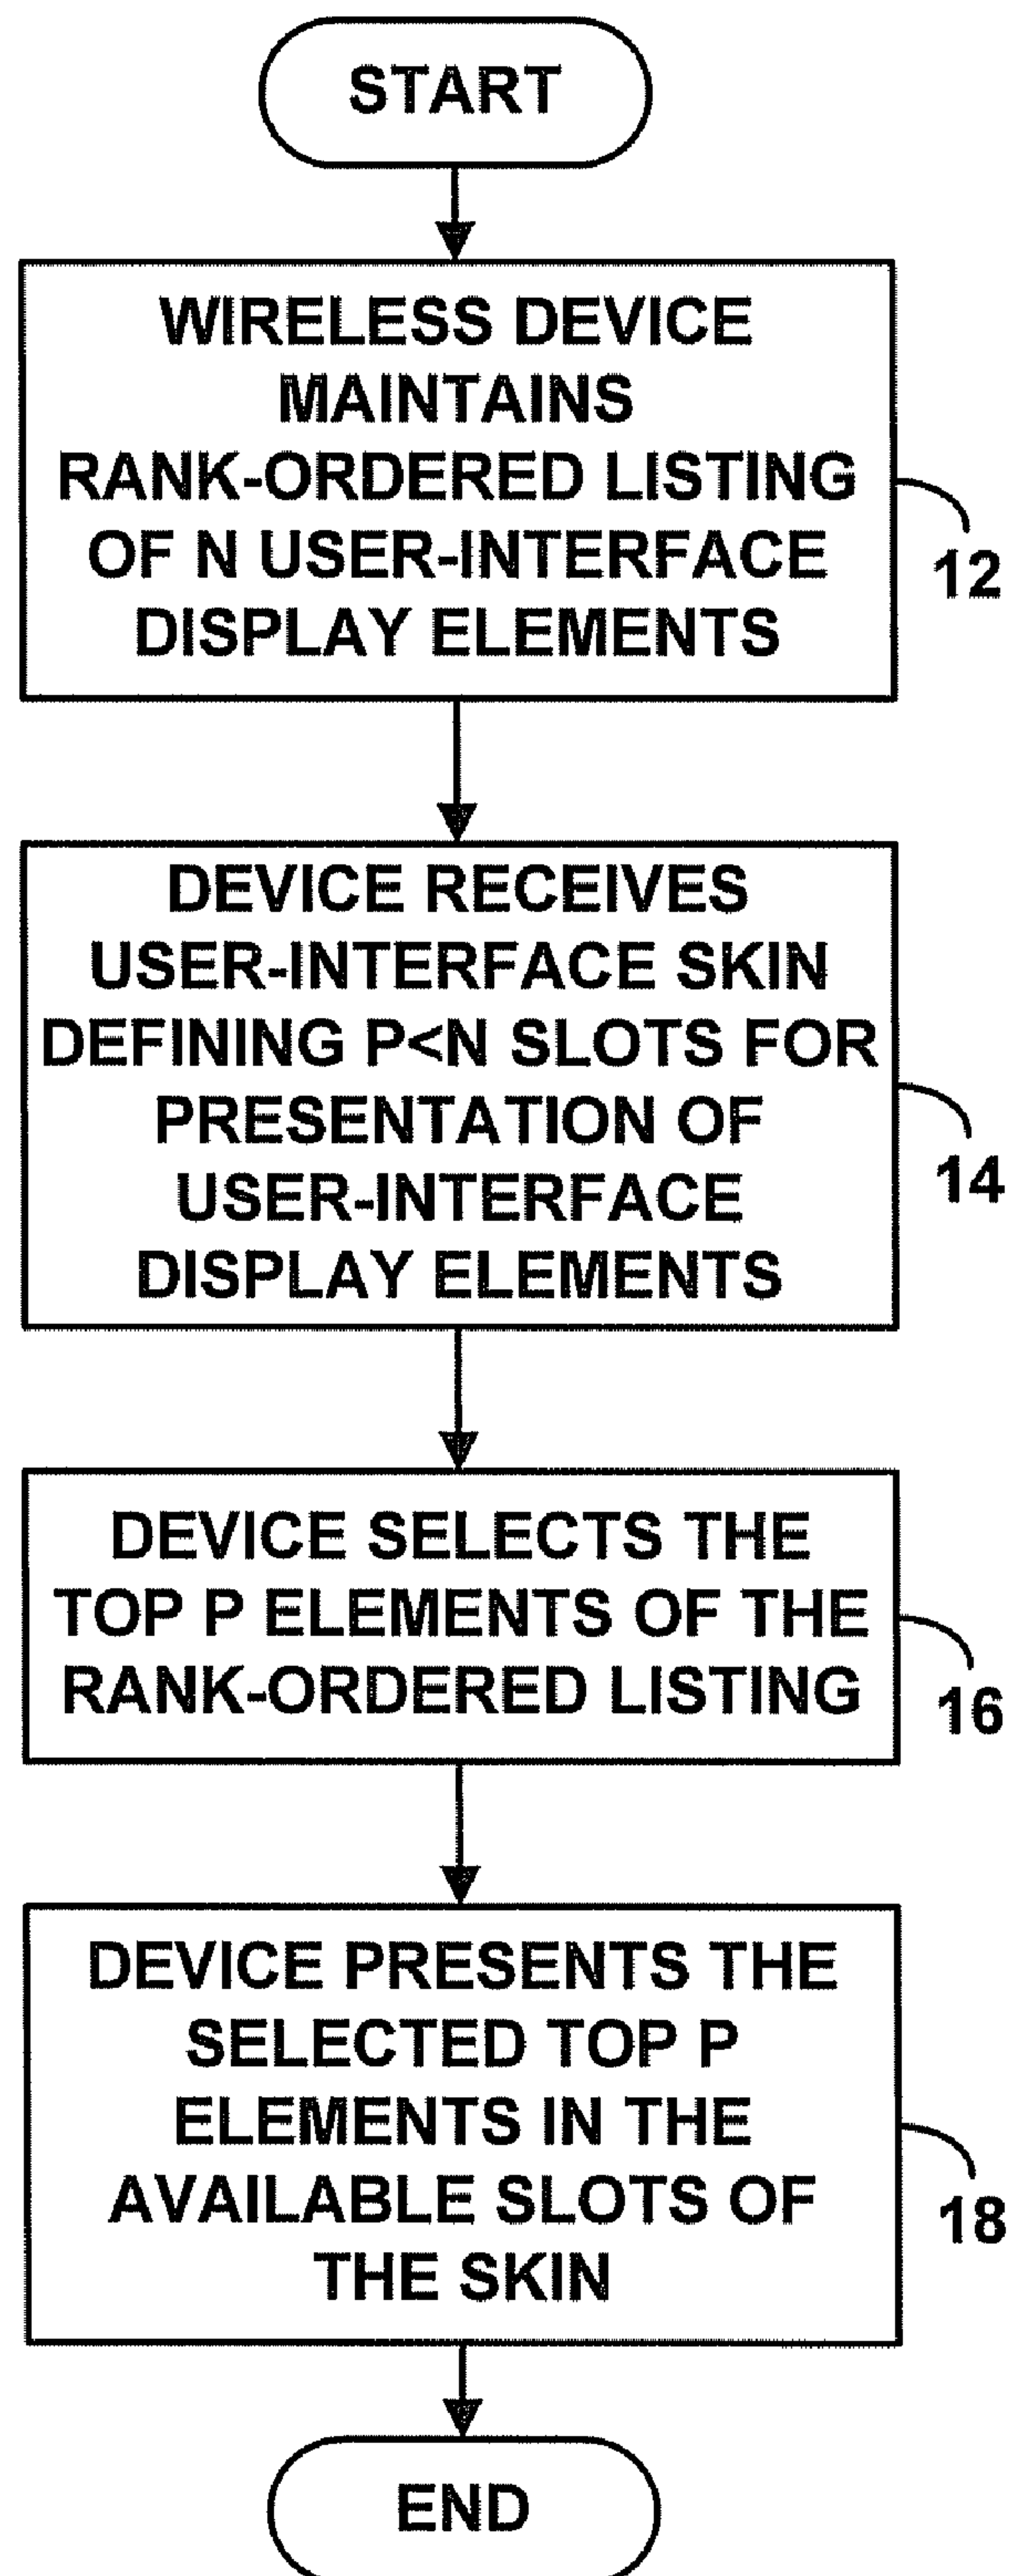 START
WIRELESS DEVICE
MAINTAINS
RANK-ORDERED LISTING
OF N USER-INTERFACE
DISPLAY ELEMENTS
12
DEVICE RECEIVES
USER-INTERFACE SKIN
DEFINING P<N SLOTS FOR
PRESENTATION OF
USER-INTERFACE
DISPLAY ELEMENTS
14
DEVICE SELECTS THE
TOP P ELEMENTS OF THE
RANK-ORDERED LISTING
16
DEVICE PRESENTS THE
SELECTED TOP P
ELEMENTS IN THE
AVAILABLE SLOTS OF
THE SKIN
18
END